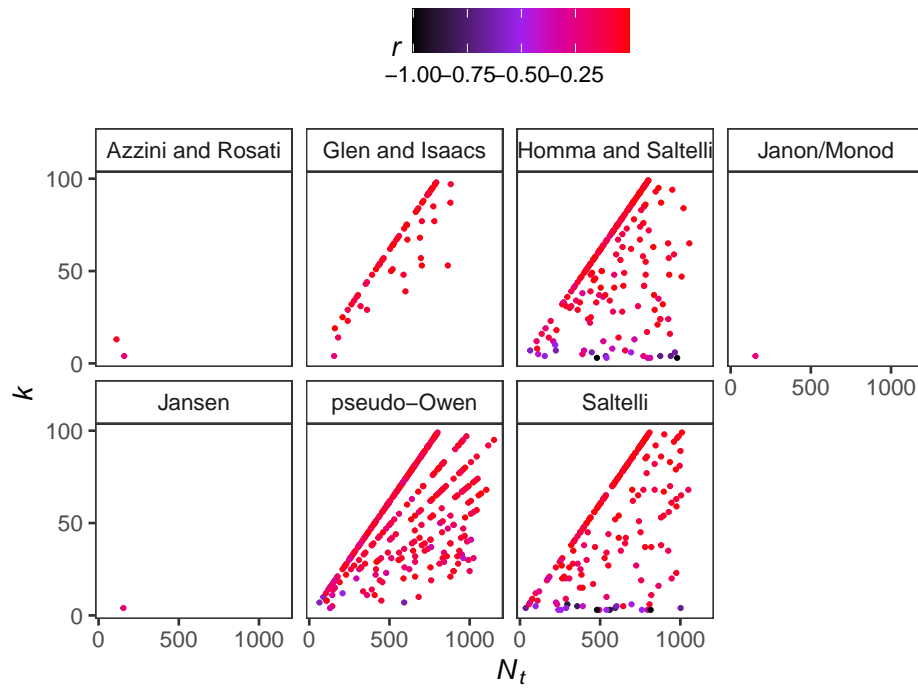 r
−1.00 −0.75 −0.50 −0.25
Azzini and Rosati Glen and Isaacs Homma and Saltelli Janon/Monod
100
50
0
0 500 1000
Jansen pseudo−Owen Saltelli
100
50
0
0 500 1000 0 500 1000 0 500 1000
k
N_t